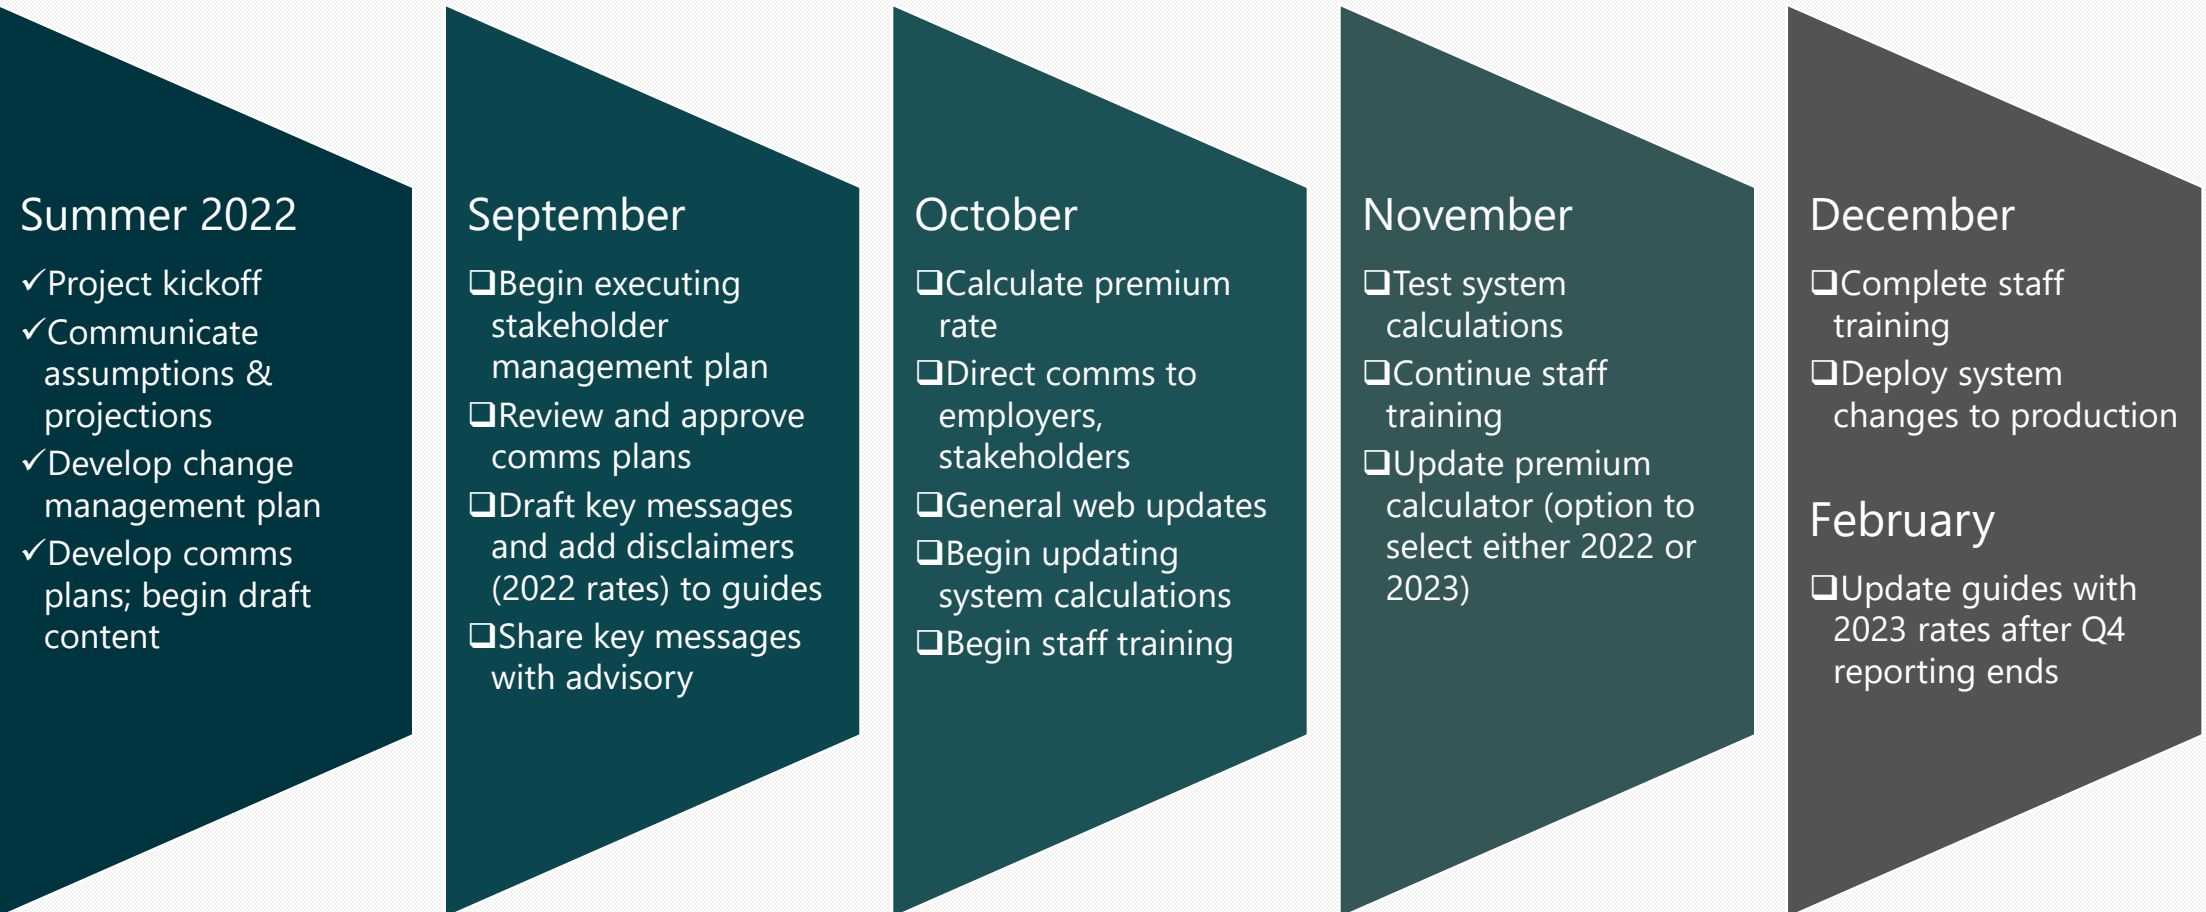 Summer 2022
✓Project kickoff
✓Communicate
assumptions &
projections
✓Develop change
management plan
✓Develop comms
plans; begin draft
content
September
❑Begin executing
stakeholder
management plan
❑Review and approve
comms plans
❑Draft key messages
and add disclaimers
(2022 rates) to guides
❑Share key messages
with advisory
October
❑Calculate premium
rate
❑Direct comms to
employers,
stakeholders
❑General web updates
❑Begin updating
system calculations
❑Begin staff training
November
❑Test system
calculations
❑Continue staff
training
❑Update premium
calculator (option to
select either 2022 or
2023)
December
❑Complete staff
training
❑Deploy system
changes to production
February
❑Update guides with
2023 rates after Q4
reporting ends